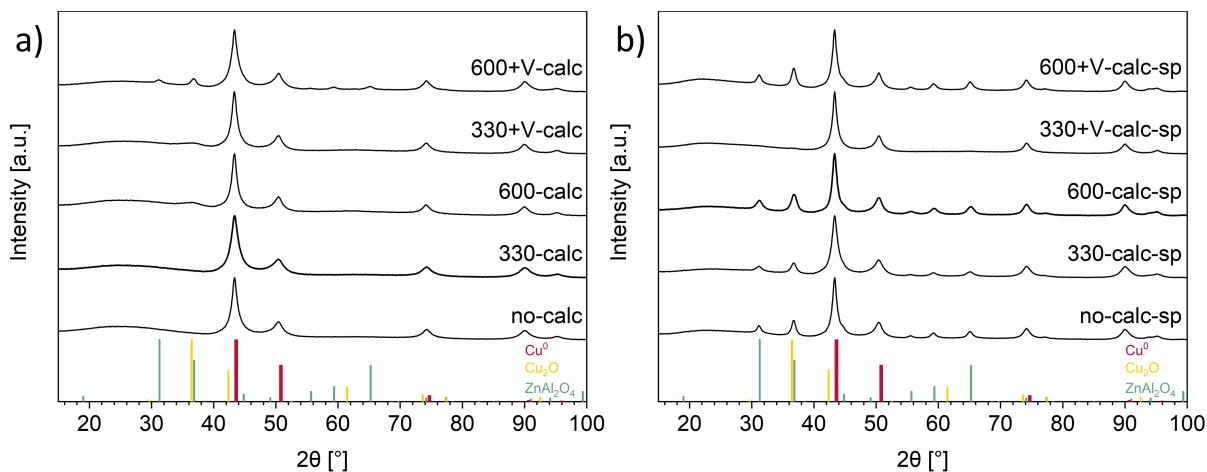 a)
Intensity [a.u.]
600+V-calc
330+V-calc
600-calc
330-calc
no-calc
Cu⁰
Cu₂O
ZnAl₂O₄
20 30 40 50 60 70 80 90 100
2θ [°]
b)
Intensity [a.u.]
600+V-calc-sp
330+V-calc-sp
600-calc-sp
330-calc-sp
no-calc-sp
Cu⁰
Cu₂O
ZnAl₂O₄
20 30 40 50 60 70 80 90 100
2θ [°]